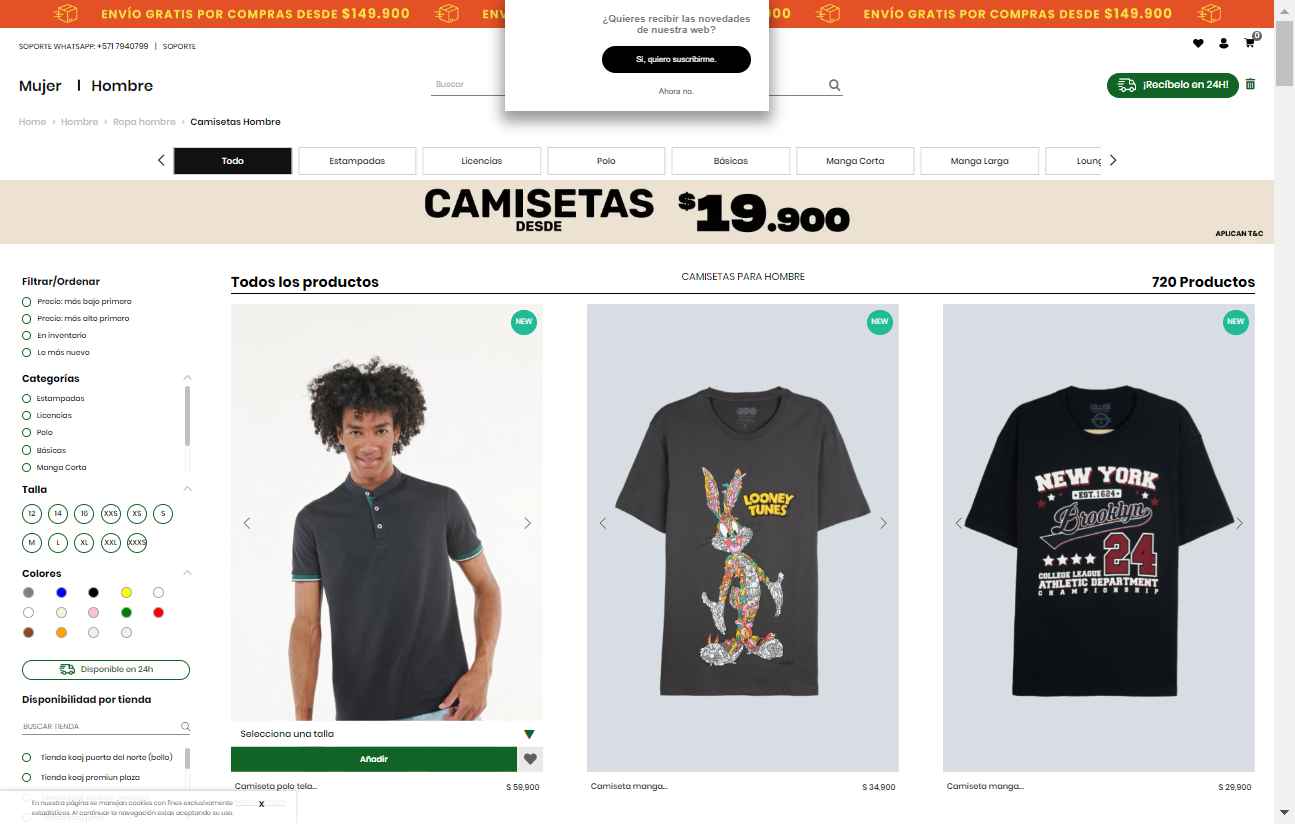 ENVÍO GRATIS POR COMPRAS DESDE $149.900
ENV
00
ENVÍO GRATIS POR COMPRAS DESDE $149.900
¿Quieres recibir las novedades
de nuestra web?
Si, quiero suscribirme.
Ahora no.
SOPORTE WHATSAPP: +571 7940799 | SOPORTE
0
Mujer | Hombre
Buscar
¡Recíbelo en 24H!
Home > Hombre > Ropa hombre > Camisetas Hombre
Todo
Estampadas
Licencias
Polo
Básicas
Manga Corta
Manga Larga
Loung
CAMISETAS
DESDE
$19.900
APLICAN T&C
Filtrar/Ordenar
Precio: más bajo primero
Precio: más alto primero
En inventario
Lo más nuevo
Categorías
Estampadas
Licencias
Polo
Básicas
Manga Corta
Talla
12 14 16 XXS XS S
M L XL XXL XXXS
Colores
Disponible en 24h
Disponibilidad por tienda
BUSCAR TIENDA
Tienda koaj puerta del norte (bello)
Tienda koaj premiun plaza
En nuestra página se manejan cookies con fines exclusivamente
estadísticos. Al continuar la navegación estas aceptando su uso.
X
Todos los productos
CAMISETAS PARA HOMBRE
720 Productos
NEW
Selecciona una talla
Añadir
Camiseta polo tela...
$ 59,900
NEW
LOONEY
TUNES
Camiseta manga...
$ 34,900
NEW
NEW YORK
EST.1624
Brooklyn
24
COLLEGE LEAGUE
ATHLETIC DEPARTMENT
CHAMPIONSHIP
Camiseta manga...
$ 29,900